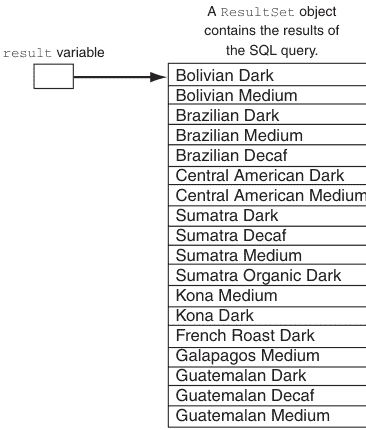 A ResultSet object
contains the results of
the SQL query.
result variable
Bolivian Dark
Bolivian Medium
Brazilian Dark
Brazilian Medium
Brazilian Decaf
Central American Dark
Central American Medium
Sumatra Dark
Sumatra Decaf
Sumatra Medium
Sumatra Organic Dark
Kona Medium
Kona Dark
French Roast Dark
Galapagos Medium
Guatemalan Dark
Guatemalan Decaf
Guatemalan Medium